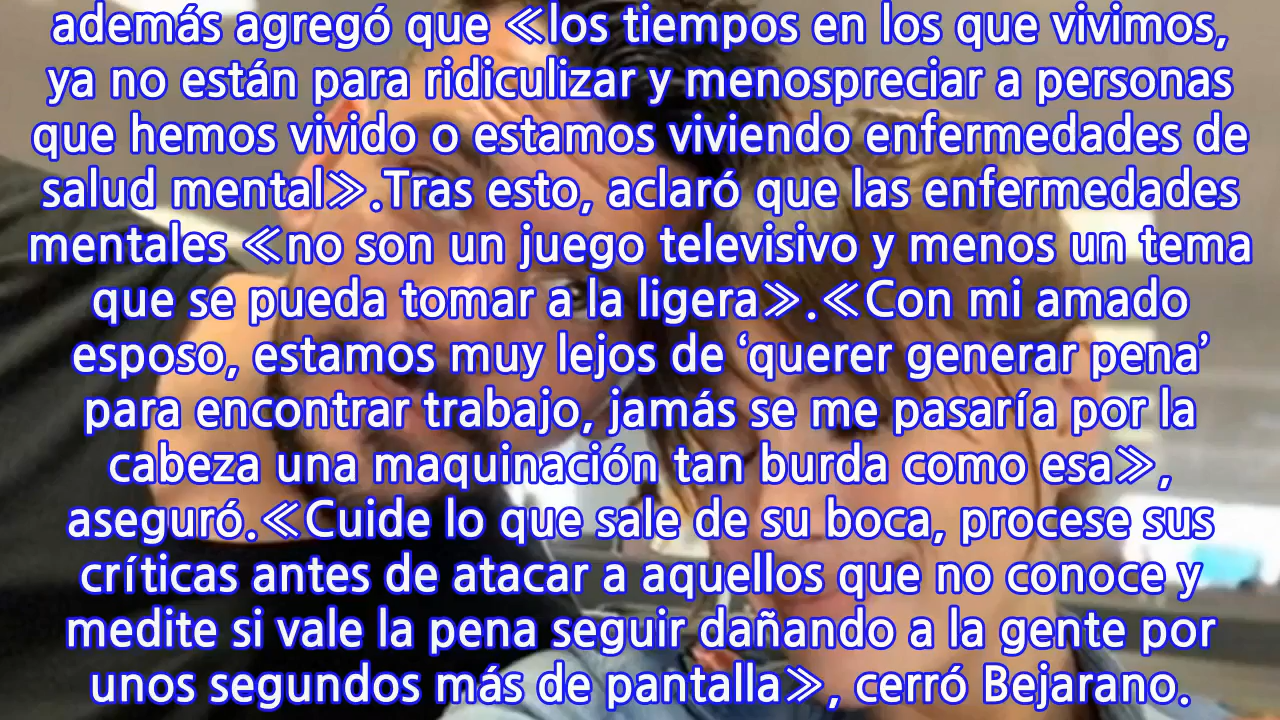 además agregó que ≪los tiempos en los que vivimos,
ya no están para ridiculizar y menospreciar a personas
que hemos vivido o estamos viviendo enfermedades de
salud mental≫.Tras esto, aclaró que las enfermedades
mentales ≪no son un juego televisivo y menos un tema
que se pueda tomar a la ligera≫.≪Con mi amado
esposo, estamos muy lejos de ‘querer generar pena’
para encontrar trabajo, jamás se me pasaría por la
cabeza una maquinación tan burda como esa≫,
aseguró.≪Cuide lo que sale de su boca, procese sus
críticas antes de atacar a aquellos que no conoce y
medite si vale la pena seguir dañando a la gente por
unos segundos más de pantalla≫, cerró Bejarano.